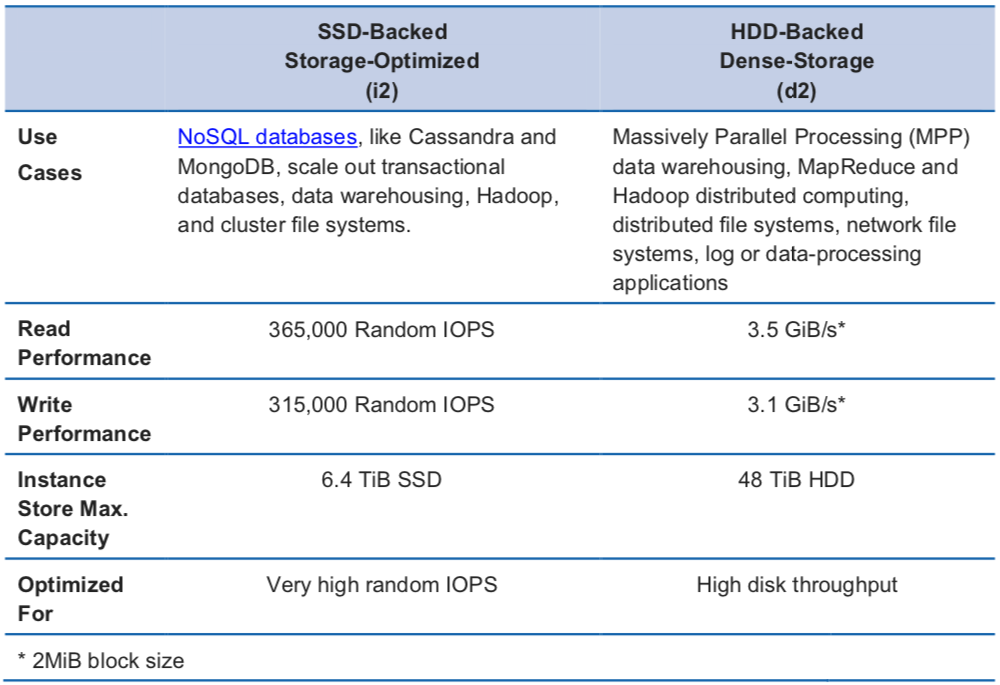 SSD-Backed
Storage-Optimized
(i2)
HDD-Backed
Dense-Storage
(d2)
Use
Cases
NoSQL databases, like Cassandra and
MongoDB, scale out transactional
databases, data warehousing, Hadoop,
and cluster file systems.
Massively Parallel Processing (MPP)
data warehousing, MapReduce and
Hadoop distributed computing,
distributed file systems, network file
systems, log or data-processing
applications
Read
Performance
365,000 Random IOPS
3.5 GiB/s*
Write
Performance
315,000 Random IOPS
3.1 GiB/s*
Instance
Store Max.
Capacity
6.4 TiB SSD
48 TiB HDD
Optimized
For
Very high random IOPS
High disk throughput
* 2MiB block size